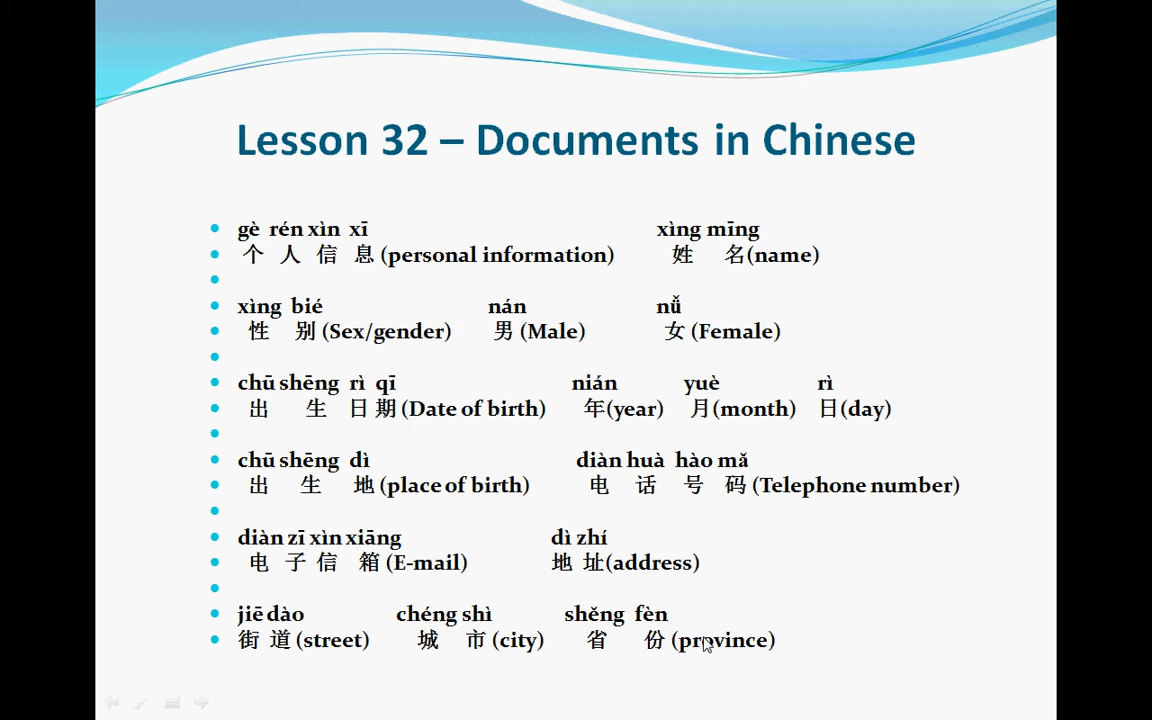 Lesson 32 – Documents in Chinese
gè rén xìn xī xìng mīng
个 人 信 息 (personal information) 姓 名(name)
xìng bié nán nǚ
性 别 (Sex/gender) 男 (Male) 女 (Female)
chū shēng rì qī nián yuè rì
出 生 日 期 (Date of birth) 年(year) 月(month) 日(day)
chū shēng dì diàn huà hào mǎ
出 生 地 (place of birth) 电 话 号 码 (Telephone number)
diàn zī xìn xiāng dì zhí
电 子 信 箱 (E-mail) 地 址(address)
jiē dào chéng shì shěng fèn
街 道 (street) 城 市 (city) 省 份 (province)